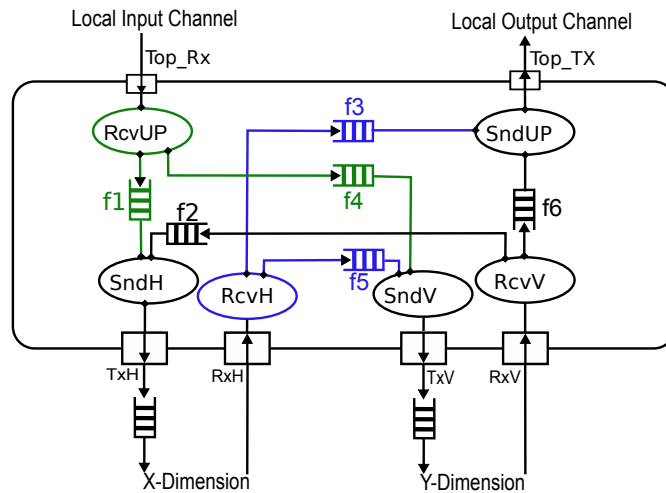 Local Input Channel
Local Output Channel
Top_Rx
Top_TX
RcvUP
f3
SndUP
f1
f2
f4
f6
SndH
RcvH
f5
SndV
RcvV
TxH
RxH
TxV
RxV
X-Dimension
Y-Dimension